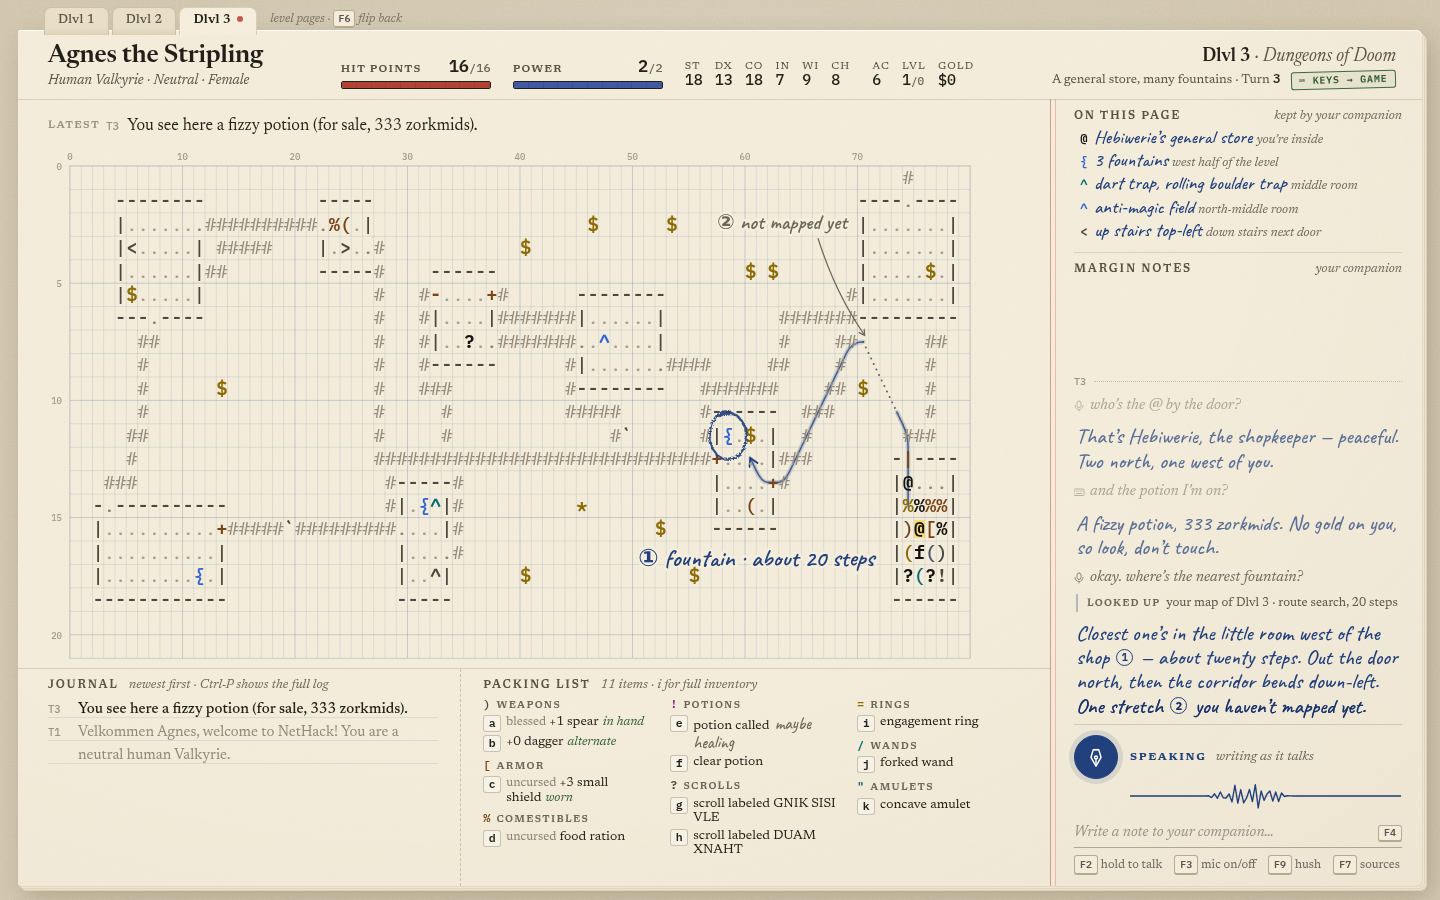 Dlvl 1 Dlvl 2 Dlvl 3 level pages · F6 flip back
Agnes the Stripling
Human Valkyrie · Neutral · Female
HIT POINTS 16/16
POWER 2/2
ST DX CO IN WI CH AC LVL GOLD
18 13 18 7 9 8 6 1/0 $0
Dlvl 3 · Dungeons of Doom
A general store, many fountains · Turn 3
KEYS → GAME
LATEST T3 You see here a fizzy potion (for sale, 333 zorkmids).
0 10 20 30 40 50 60 70
0
5
10
15
20
② not mapped yet
① fountain · about 20 steps
ON THIS PAGE kept by your companion
@ Hebiwerie's general store you're inside
{ 3 fountains west half of the level
^ dart trap, rolling boulder trap middle room
^ anti-magic field north-middle room
< up stairs top-left down stairs next door
MARGIN NOTES your companion
T3
who's the @ by the door?
That's Hebiwerie, the shopkeeper — peaceful.
Two north, one west of you.
and the potion I'm on?
A fizzy potion, 333 zorkmids. No gold on you,
so look, don't touch.
okay. where's the nearest fountain?
LOOKED UP your map of Dlvl 3 · route search, 20 steps
Closest one's in the little room west of the
shop ① — about twenty steps. Out the door
north, then the corridor bends down-left.
One stretch ② you haven't mapped yet.
SPEAKING writing as it talks
Write a note to your companion... F4
F2 hold to talk F3 mic on/off F9 hush F7 sources
JOURNAL newest first · Ctrl-P shows the full log
T3 You see here a fizzy potion (for sale, 333 zorkmids).
T1 Velkommen Agnes, welcome to NetHack! You are a
neutral human Valkyrie.
PACKING LIST 11 items · i for full inventory
) WEAPONS
a blessed +1 spear in hand
b +0 dagger alternate
[ ARMOR
c uncursed +3 small
shield worn
% COMESTIBLES
d uncursed food ration
! POTIONS
e potion called maybe
healing
f clear potion
? SCROLLS
g scroll labeled GNIK SISI
VLE
h scroll labeled DUAM
XNAHT
= RINGS
i engagement ring
/ WANDS
j forked wand
" AMULETS
k concave amulet